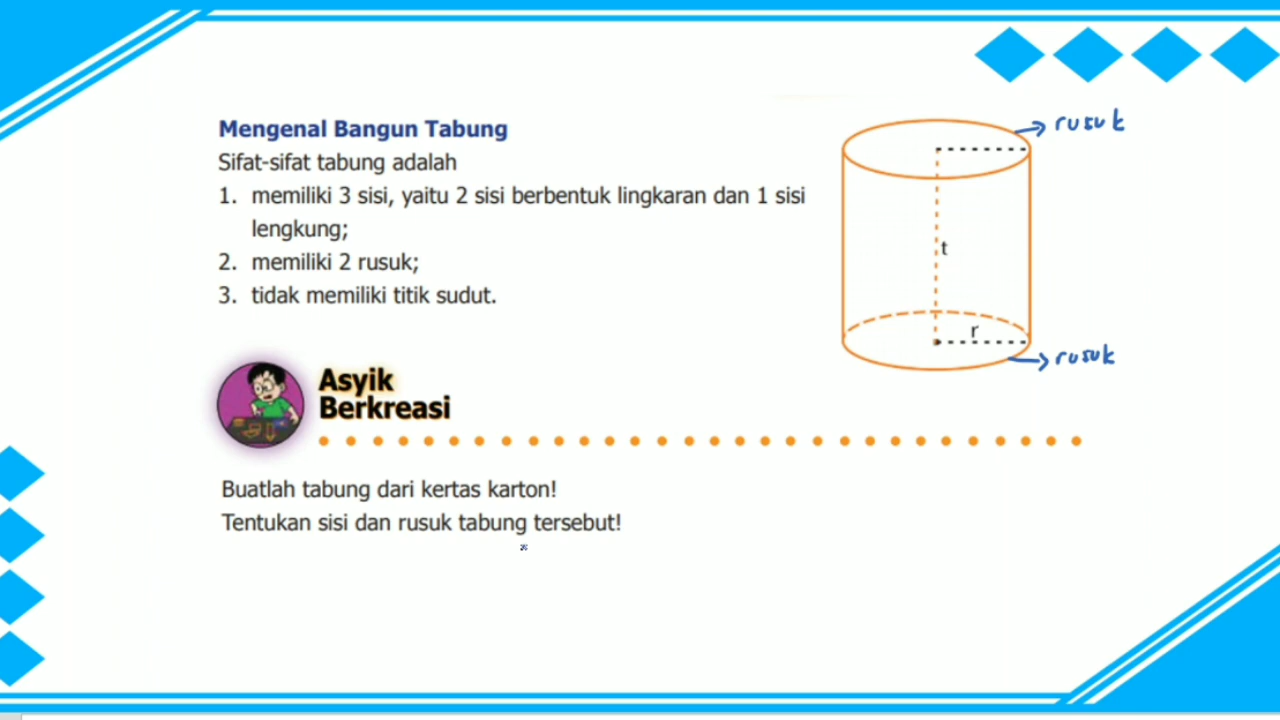 Mengenal Bangun Tabung
Sifat-sifat tabung adalah
1. memiliki 3 sisi, yaitu 2 sisi berbentuk lingkaran dan 1 sisi
lengkung;
2. memiliki 2 rusuk;
3. tidak memiliki titik sudut.
rusuk
t
r
rusuk
Asyik
Berkreasi
Buatlah tabung dari kertas karton!
Tentukan sisi dan rusuk tabung tersebut!